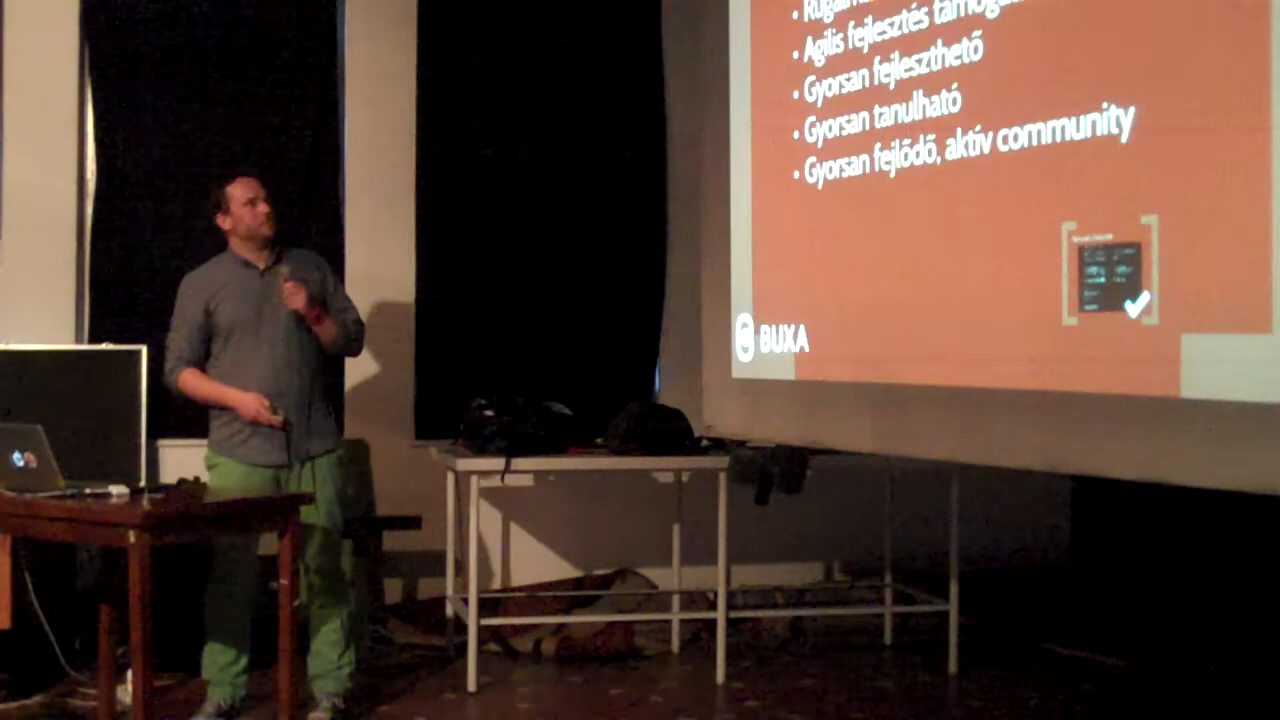 • Agilis fejlesztés
• Gyorsan fejleszthető
• Gyorsan tanulható
• Gyorsan fejlődő, aktív community
BUXA